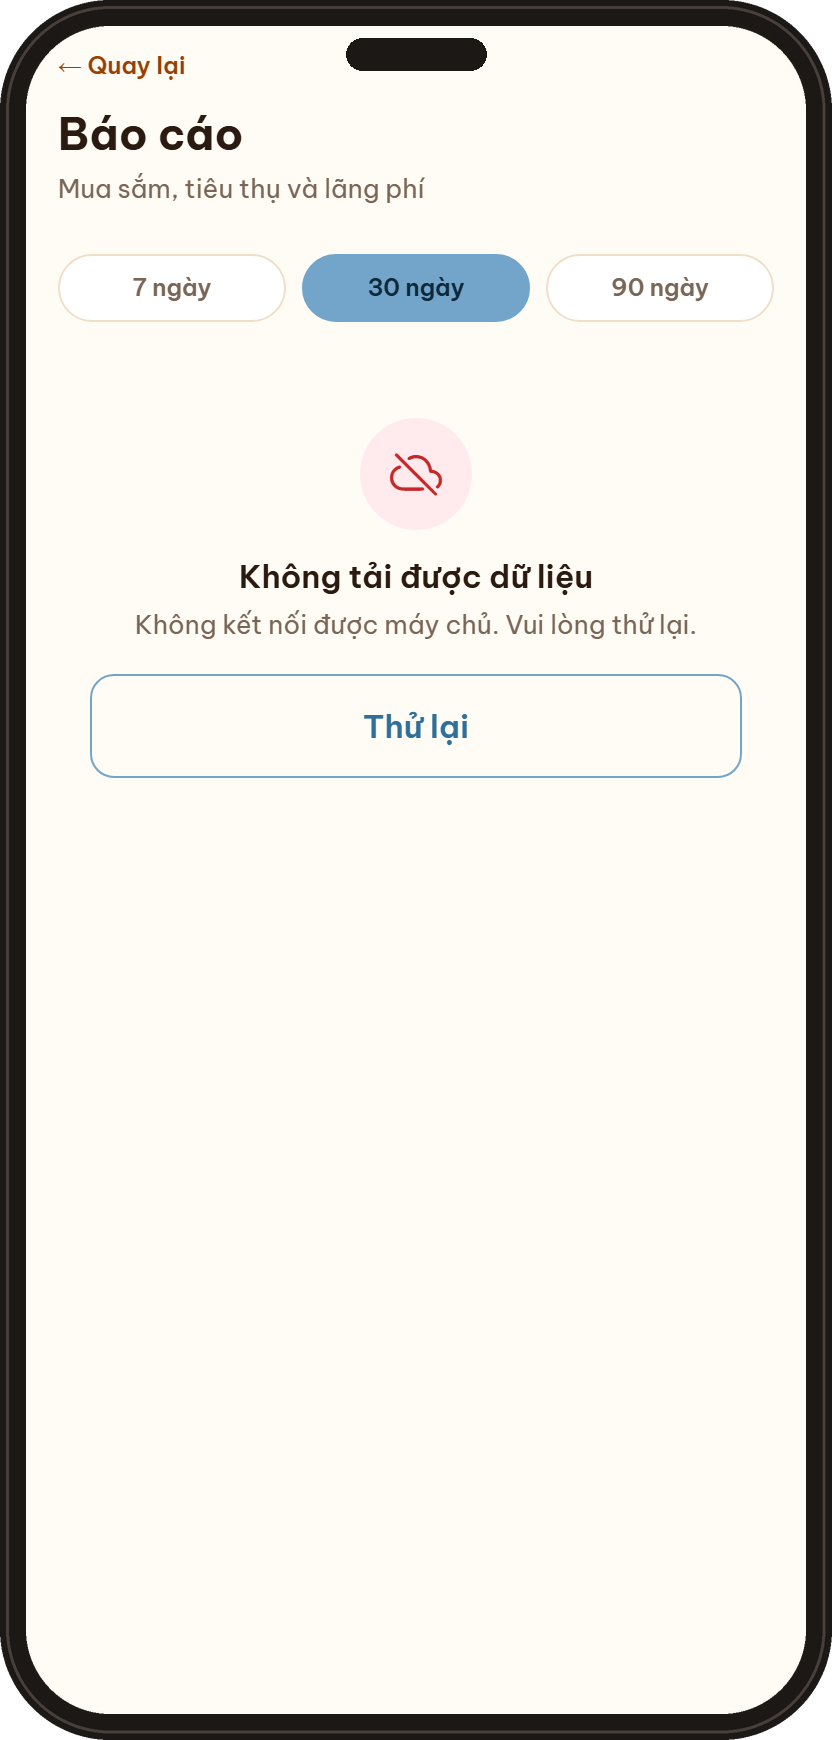 ← Quay lại
Báo cáo
Mua sắm, tiêu thụ và lãng phí
7 ngày
30 ngày
90 ngày
Không tải được dữ liệu
Không kết nối được máy chủ. Vui lòng thử lại.
Thử lại